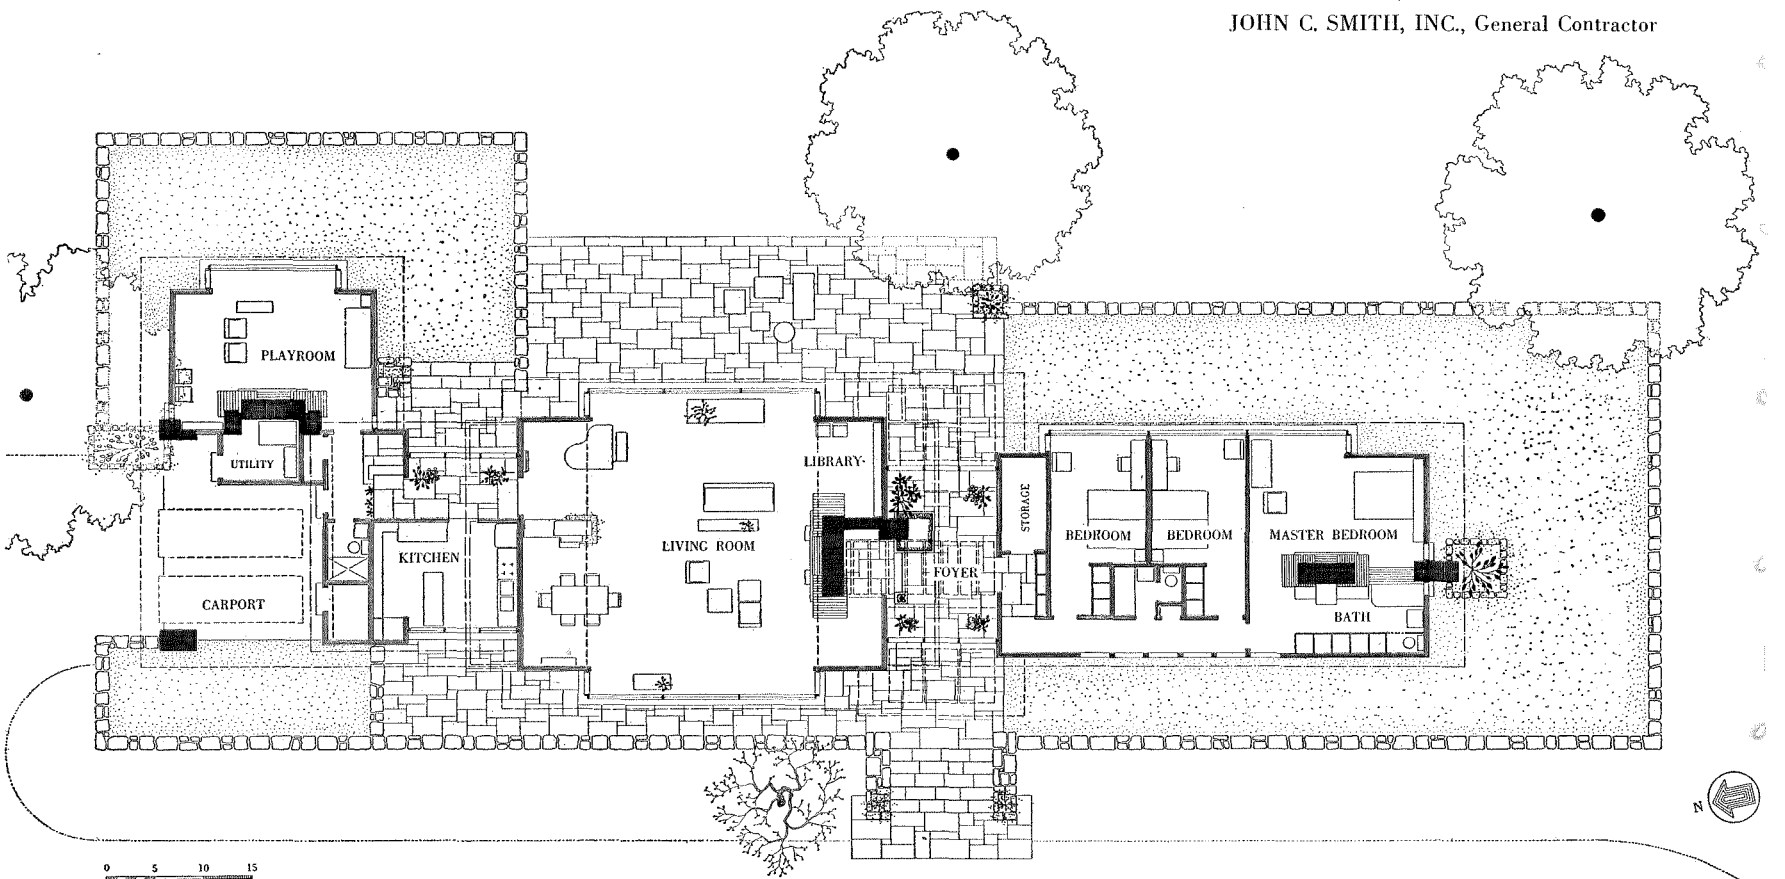 JOHN C. SMITH, INC., General Contractor
PLAYROOM
LIBRARY
UTILITY
STORAGE
KITCHEN
LIVING ROOM
BEDROOM
BEDROOM
MASTER BEDROOM
FOYER
CARPORT
BATH
N
0 5 10 15